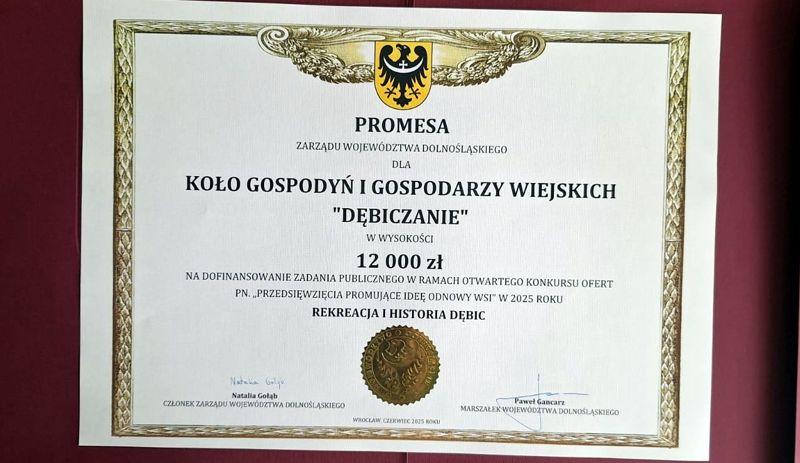 PROMESA
ZARZĄDU WOJEWÓDZTWA DOLNOŚLĄSKIEGO
DLA
KOŁO GOSPODYŃ I GOSPODARZY WIEJSKICH
"DĘBICZANIE"
W WYSOKOŚCI
12 000 zł
NA DOFINANSOWANIE ZADANIA PUBLICZNEGO W RAMACH OTWARTEGO KONKURSU OFERT
PN. „PRZEDSIĘWZIĘCIA PROMUJĄCE IDEĘ ODNOWY WSI" W 2025 ROKU
REKREACJA I HISTORIA DĘBIC
Natalia Gołąb
Natalia Gołąb
CZŁONEK ZARZĄDU WOJEWÓDZTWA DOLNOŚLĄSKIEGO
Paweł Gancarz
MARSZAŁEK WOJEWÓDZTWA DOLNOŚLĄSKIEGO
WROCŁAW, CZERWIEC 2025 ROKU